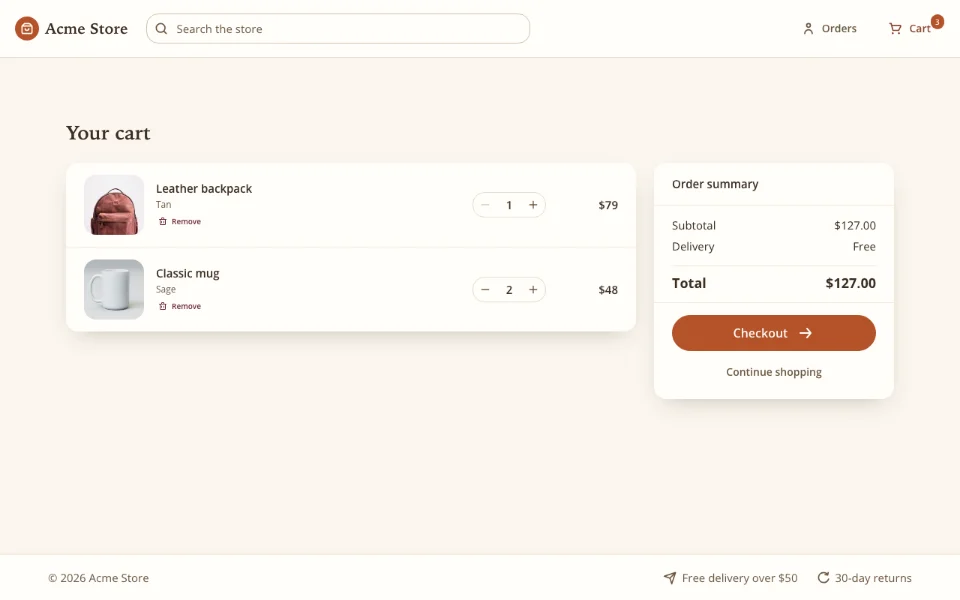 Acme Store
Search the store
Orders
Cart
3
Your cart
Leather backpack
Tan
Remove
1
$79
Classic mug
Sage
Remove
2
$48
Order summary
Subtotal $127.00
Delivery Free
Total $127.00
Checkout
Continue shopping
© 2026 Acme Store
Free delivery over $50
30-day returns